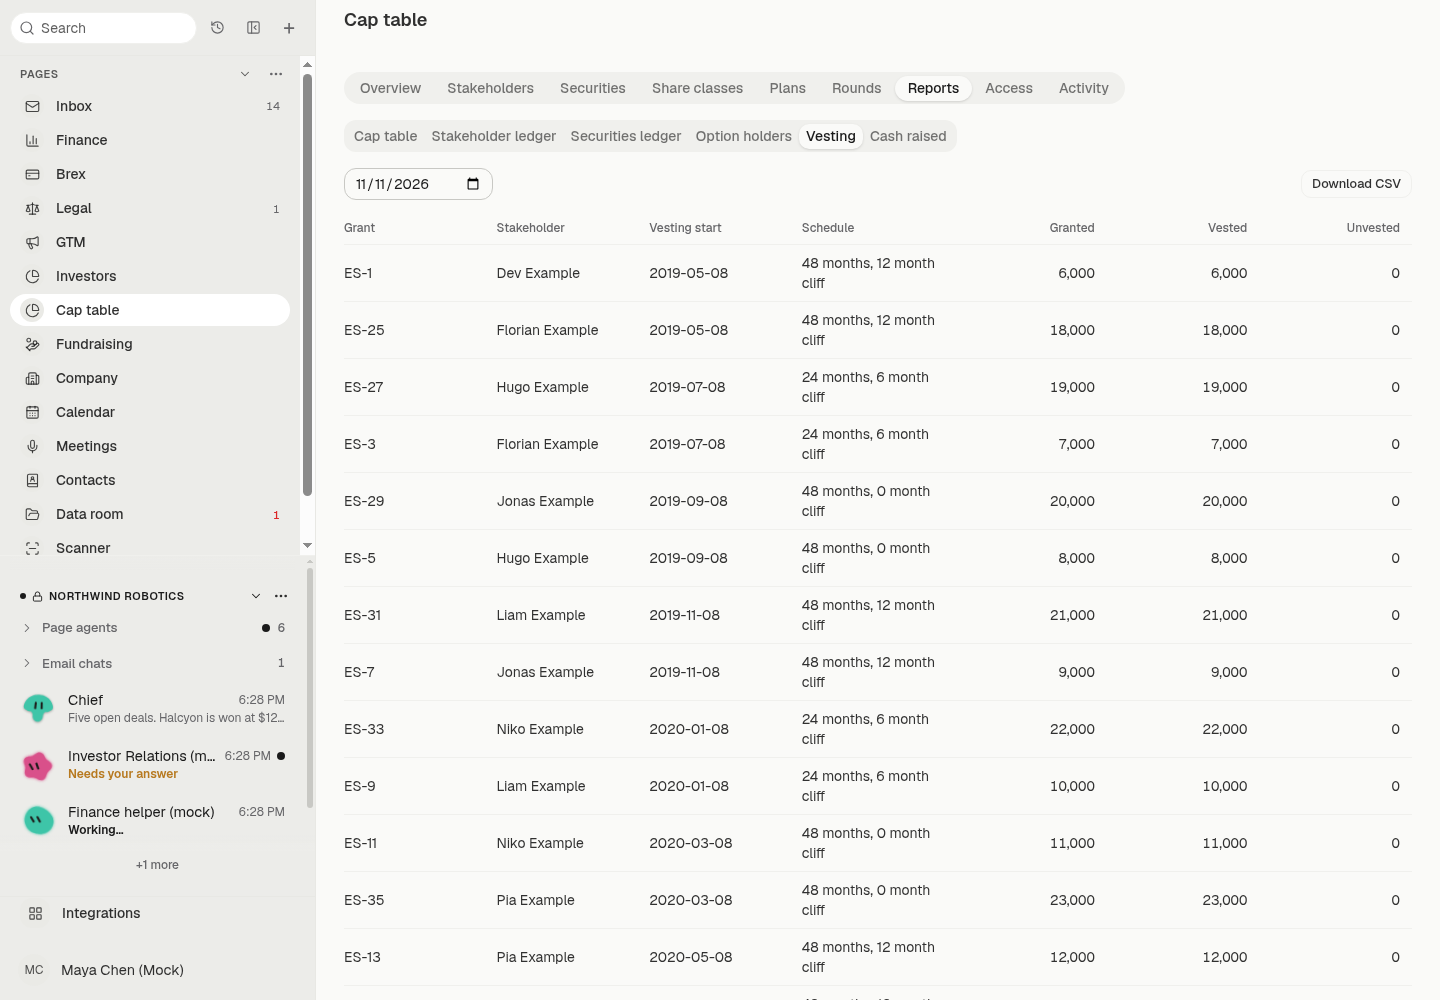 Search
PAGES
Inbox 14
Finance
Brex
Legal 1
GTM
Investors
Cap table
Fundraising
Company
Calendar
Meetings
Contacts
Data room 1
Scanner
NORTHWIND ROBOTICS
Page agents 6
Email chats 1
Chief 6:28 PM
Five open deals. Halcyon is won at $12...
Investor Relations (m... 6:28 PM
Needs your answer
Finance helper (mock) 6:28 PM
Working...
+1 more
Integrations
MC Maya Chen (Mock)
Cap table
Overview Stakeholders Securities Share classes Plans Rounds Reports Access Activity
Cap table Stakeholder ledger Securities ledger Option holders Vesting Cash raised
11/11/2026 Download CSV
Grant Stakeholder Vesting start Schedule Granted Vested Unvested
ES-1 Dev Example 2019-05-08 48 months, 12 month cliff 6,000 6,000 0
ES-25 Florian Example 2019-05-08 48 months, 12 month cliff 18,000 18,000 0
ES-27 Hugo Example 2019-07-08 24 months, 6 month cliff 19,000 19,000 0
ES-3 Florian Example 2019-07-08 24 months, 6 month cliff 7,000 7,000 0
ES-29 Jonas Example 2019-09-08 48 months, 0 month cliff 20,000 20,000 0
ES-5 Hugo Example 2019-09-08 48 months, 0 month cliff 8,000 8,000 0
ES-31 Liam Example 2019-11-08 48 months, 12 month cliff 21,000 21,000 0
ES-7 Jonas Example 2019-11-08 48 months, 12 month cliff 9,000 9,000 0
ES-33 Niko Example 2020-01-08 24 months, 6 month cliff 22,000 22,000 0
ES-9 Liam Example 2020-01-08 24 months, 6 month cliff 10,000 10,000 0
ES-11 Niko Example 2020-03-08 48 months, 0 month cliff 11,000 11,000 0
ES-35 Pia Example 2020-03-08 48 months, 0 month cliff 23,000 23,000 0
ES-13 Pia Example 2020-05-08 48 months, 12 month cliff 12,000 12,000 0